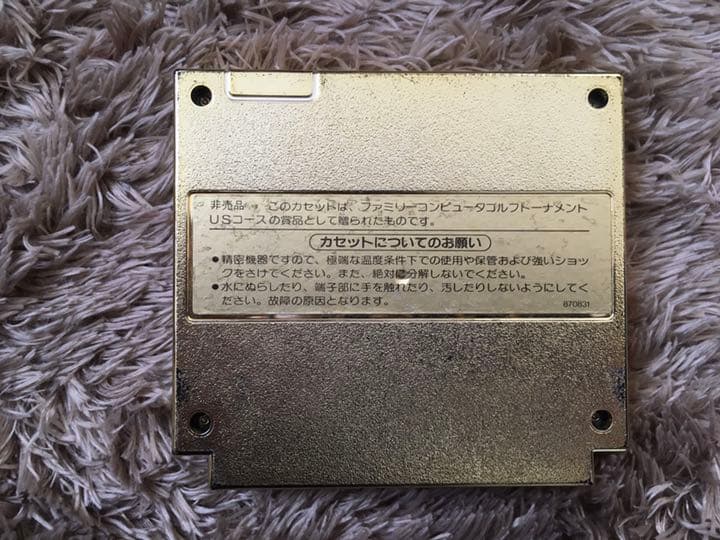 非売品 このカセットは、ファミリーコンピュータゴルフトーナメント
USコースの賞品として贈られたものです。
カセットについてのお願い
●精密機器ですので、極端な温度条件下での使用や保管および強いショッ
クをさけてください。また、絶対に分解しないでください。
●水にぬらしたり、端子部に手を触れたり、汚したりしないようにしてく
ださい。故障の原因となります。
870831